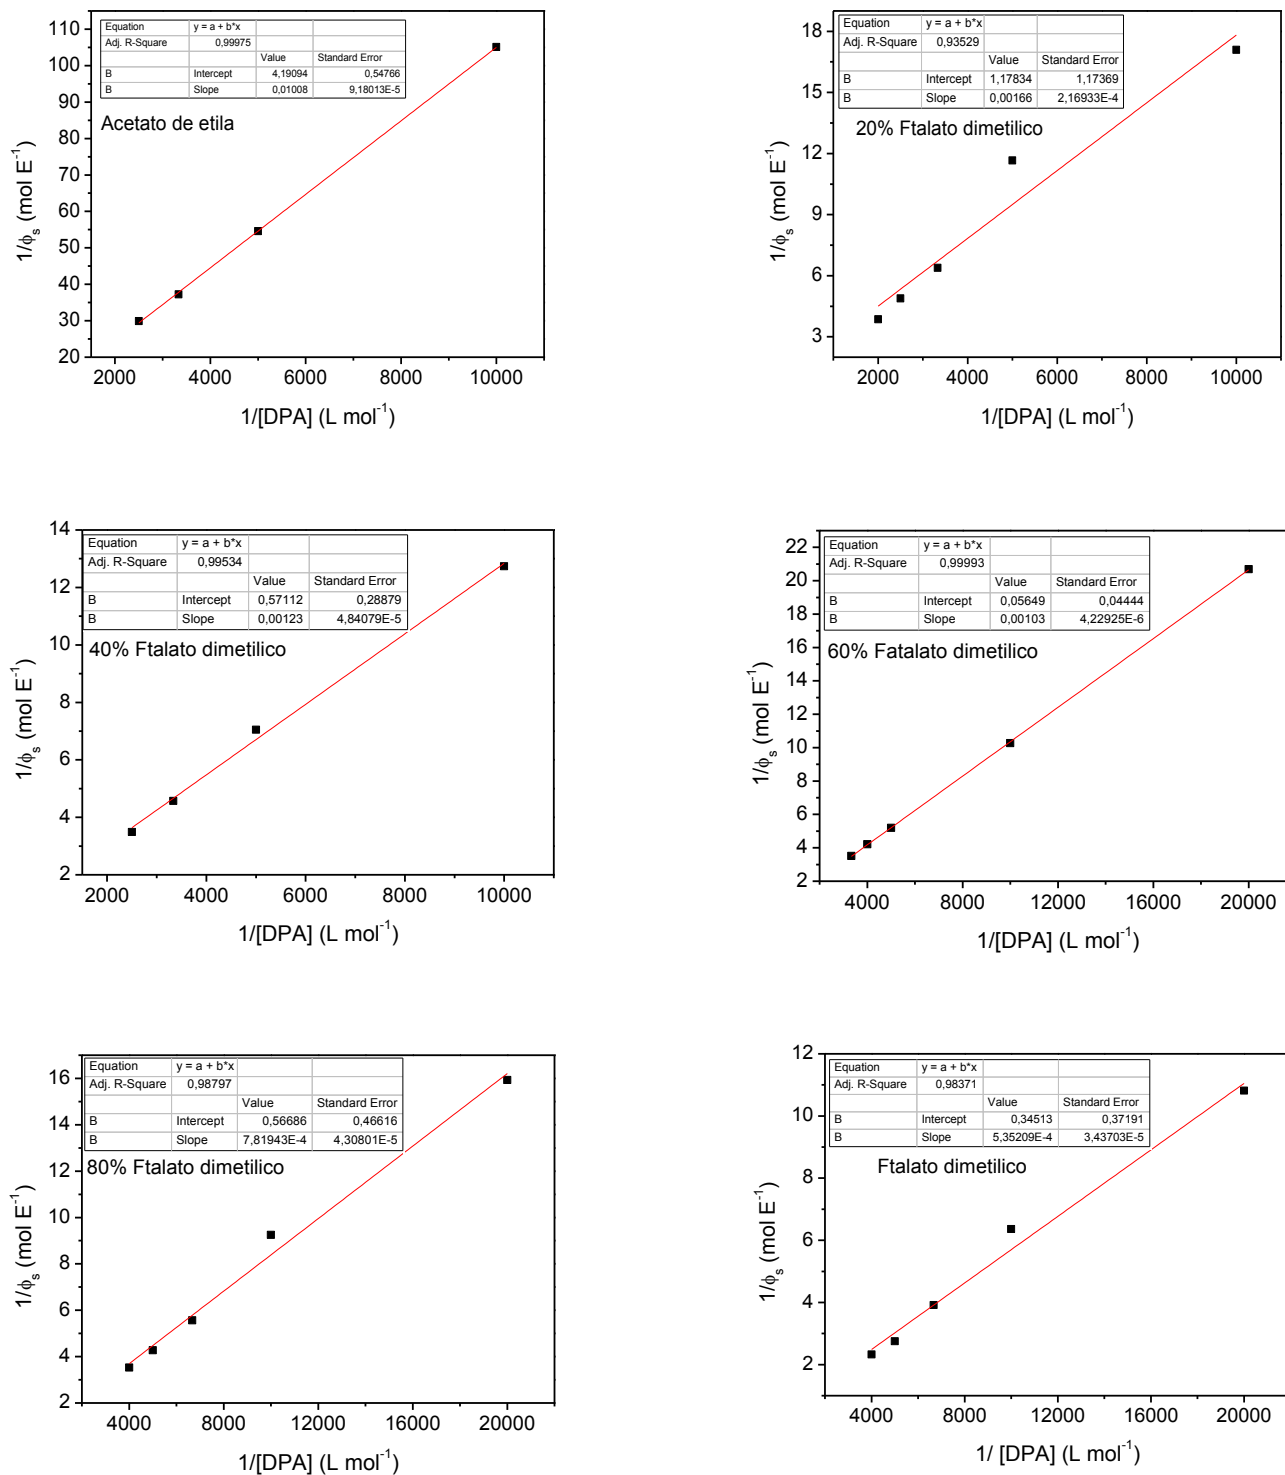 Equation y = a + b*x
Adj. R-Square 0,99975
Value Standard Error
B Intercept 4,19094 0,54766
B Slope 0,01008 9,18013E-5
Acetato de etila
110
100
90
80
70
60
50
40
30
20
2000 4000 6000 8000 10000
1/ϕs (mol E⁻¹)
1/[DPA] (L mol⁻¹)
Equation y = a + b*x
Adj. R-Square 0,93529
Value Standard Error
B Intercept 1,17834 1,17369
B Slope 0,00166 2,16933E-4
20% Ftalato dimetilico
18
15
12
9
6
3
2000 4000 6000 8000 10000
1/ϕs (mol E⁻¹)
1/[DPA] (L mol⁻¹)
Equation y = a + b*x
Adj. R-Square 0,99534
Value Standard Error
B Intercept 0,57112 0,28879
B Slope 0,00123 4,84079E-5
40% Ftalato dimetilico
14
12
10
8
6
4
2
2000 4000 6000 8000 10000
1/ϕs (mol E⁻¹)
1/[DPA] (L mol⁻¹)
Equation y = a + b*x
Adj. R-Square 0,99993
Value Standard Error
B Intercept 0,05649 0,04444
B Slope 0,00103 4,22925E-6
60% Fatalato dimetilico
22
20
18
16
14
12
10
8
6
4
2
4000 8000 12000 16000 20000
1/ϕs (mol E⁻¹)
1/[DPA] (L mol⁻¹)
Equation y = a + b*x
Adj. R-Square 0,98797
Value Standard Error
B Intercept 0,56686 0,46616
B Slope 7,81943E-4 4,30801E-5
80% Ftalato dimetilico
16
14
12
10
8
6
4
2
4000 8000 12000 16000 20000
1/ϕs (mol E⁻¹)
1/[DPA] (L mol⁻¹)
Equation y = a + b*x
Adj. R-Square 0,98371
Value Standard Error
B Intercept 0,34513 0,37191
B Slope 5,35209E-4 3,43703E-5
Ftalato dimetilico
12
10
8
6
4
2
4000 8000 12000 16000 20000
1/ϕs (mol E⁻¹)
1/ [DPA] (L mol⁻¹)